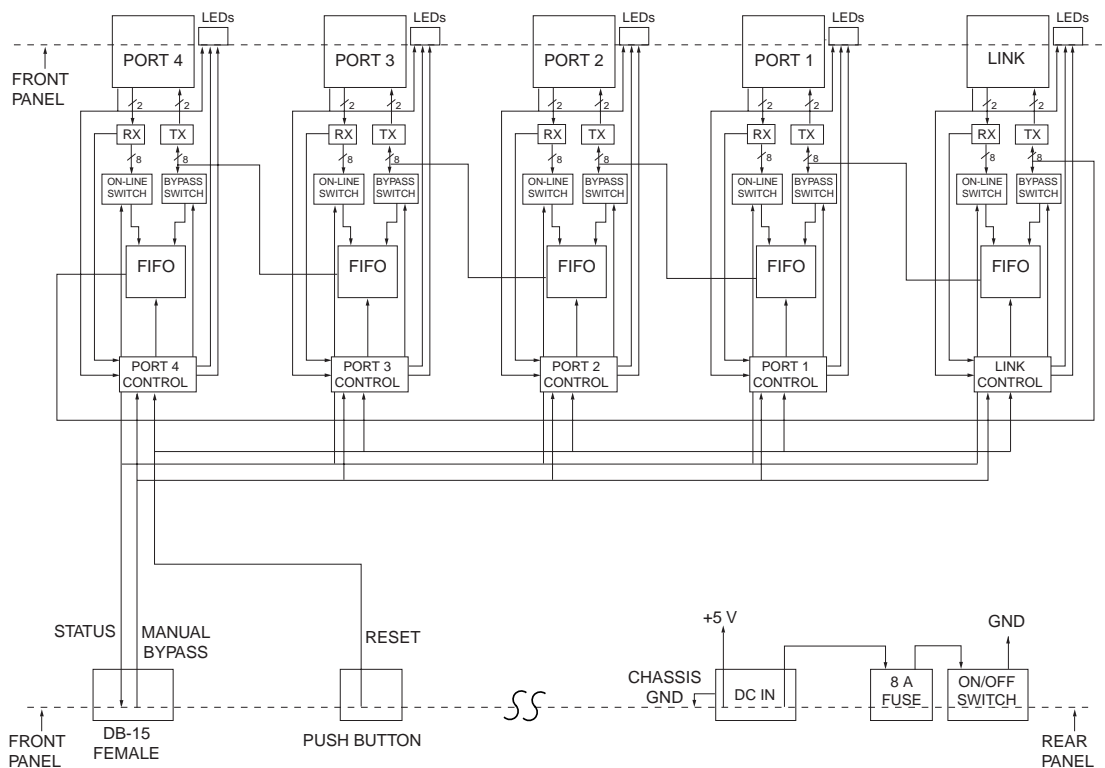 LEDs
LEDs
LEDs
LEDs
LEDs
PORT 4
PORT 3
PORT 2
PORT 1
LINK
FRONT
PANEL
2
2
2
2
2
2
2
2
2
2
RX
TX
RX
TX
RX
TX
RX
TX
RX
TX
8
8
8
8
8
8
8
8
8
8
ON-LINE
SWITCH
BYPASS
SWITCH
ON-LINE
SWITCH
BYPASS
SWITCH
ON-LINE
SWITCH
BYPASS
SWITCH
ON-LINE
SWITCH
BYPASS
SWITCH
ON-LINE
SWITCH
BYPASS
SWITCH
FIFO
FIFO
FIFO
FIFO
FIFO
PORT 4
CONTROL
PORT 3
CONTROL
PORT 2
CONTROL
PORT 1
CONTROL
LINK
CONTROL
STATUS
MANUAL
BYPASS
RESET
+5 V
GND
CHASSIS
GND
DC IN
8 A
FUSE
ON/OFF
SWITCH
FRONT
PANEL
DB-15
FEMALE
PUSH BUTTON
REAR
PANEL